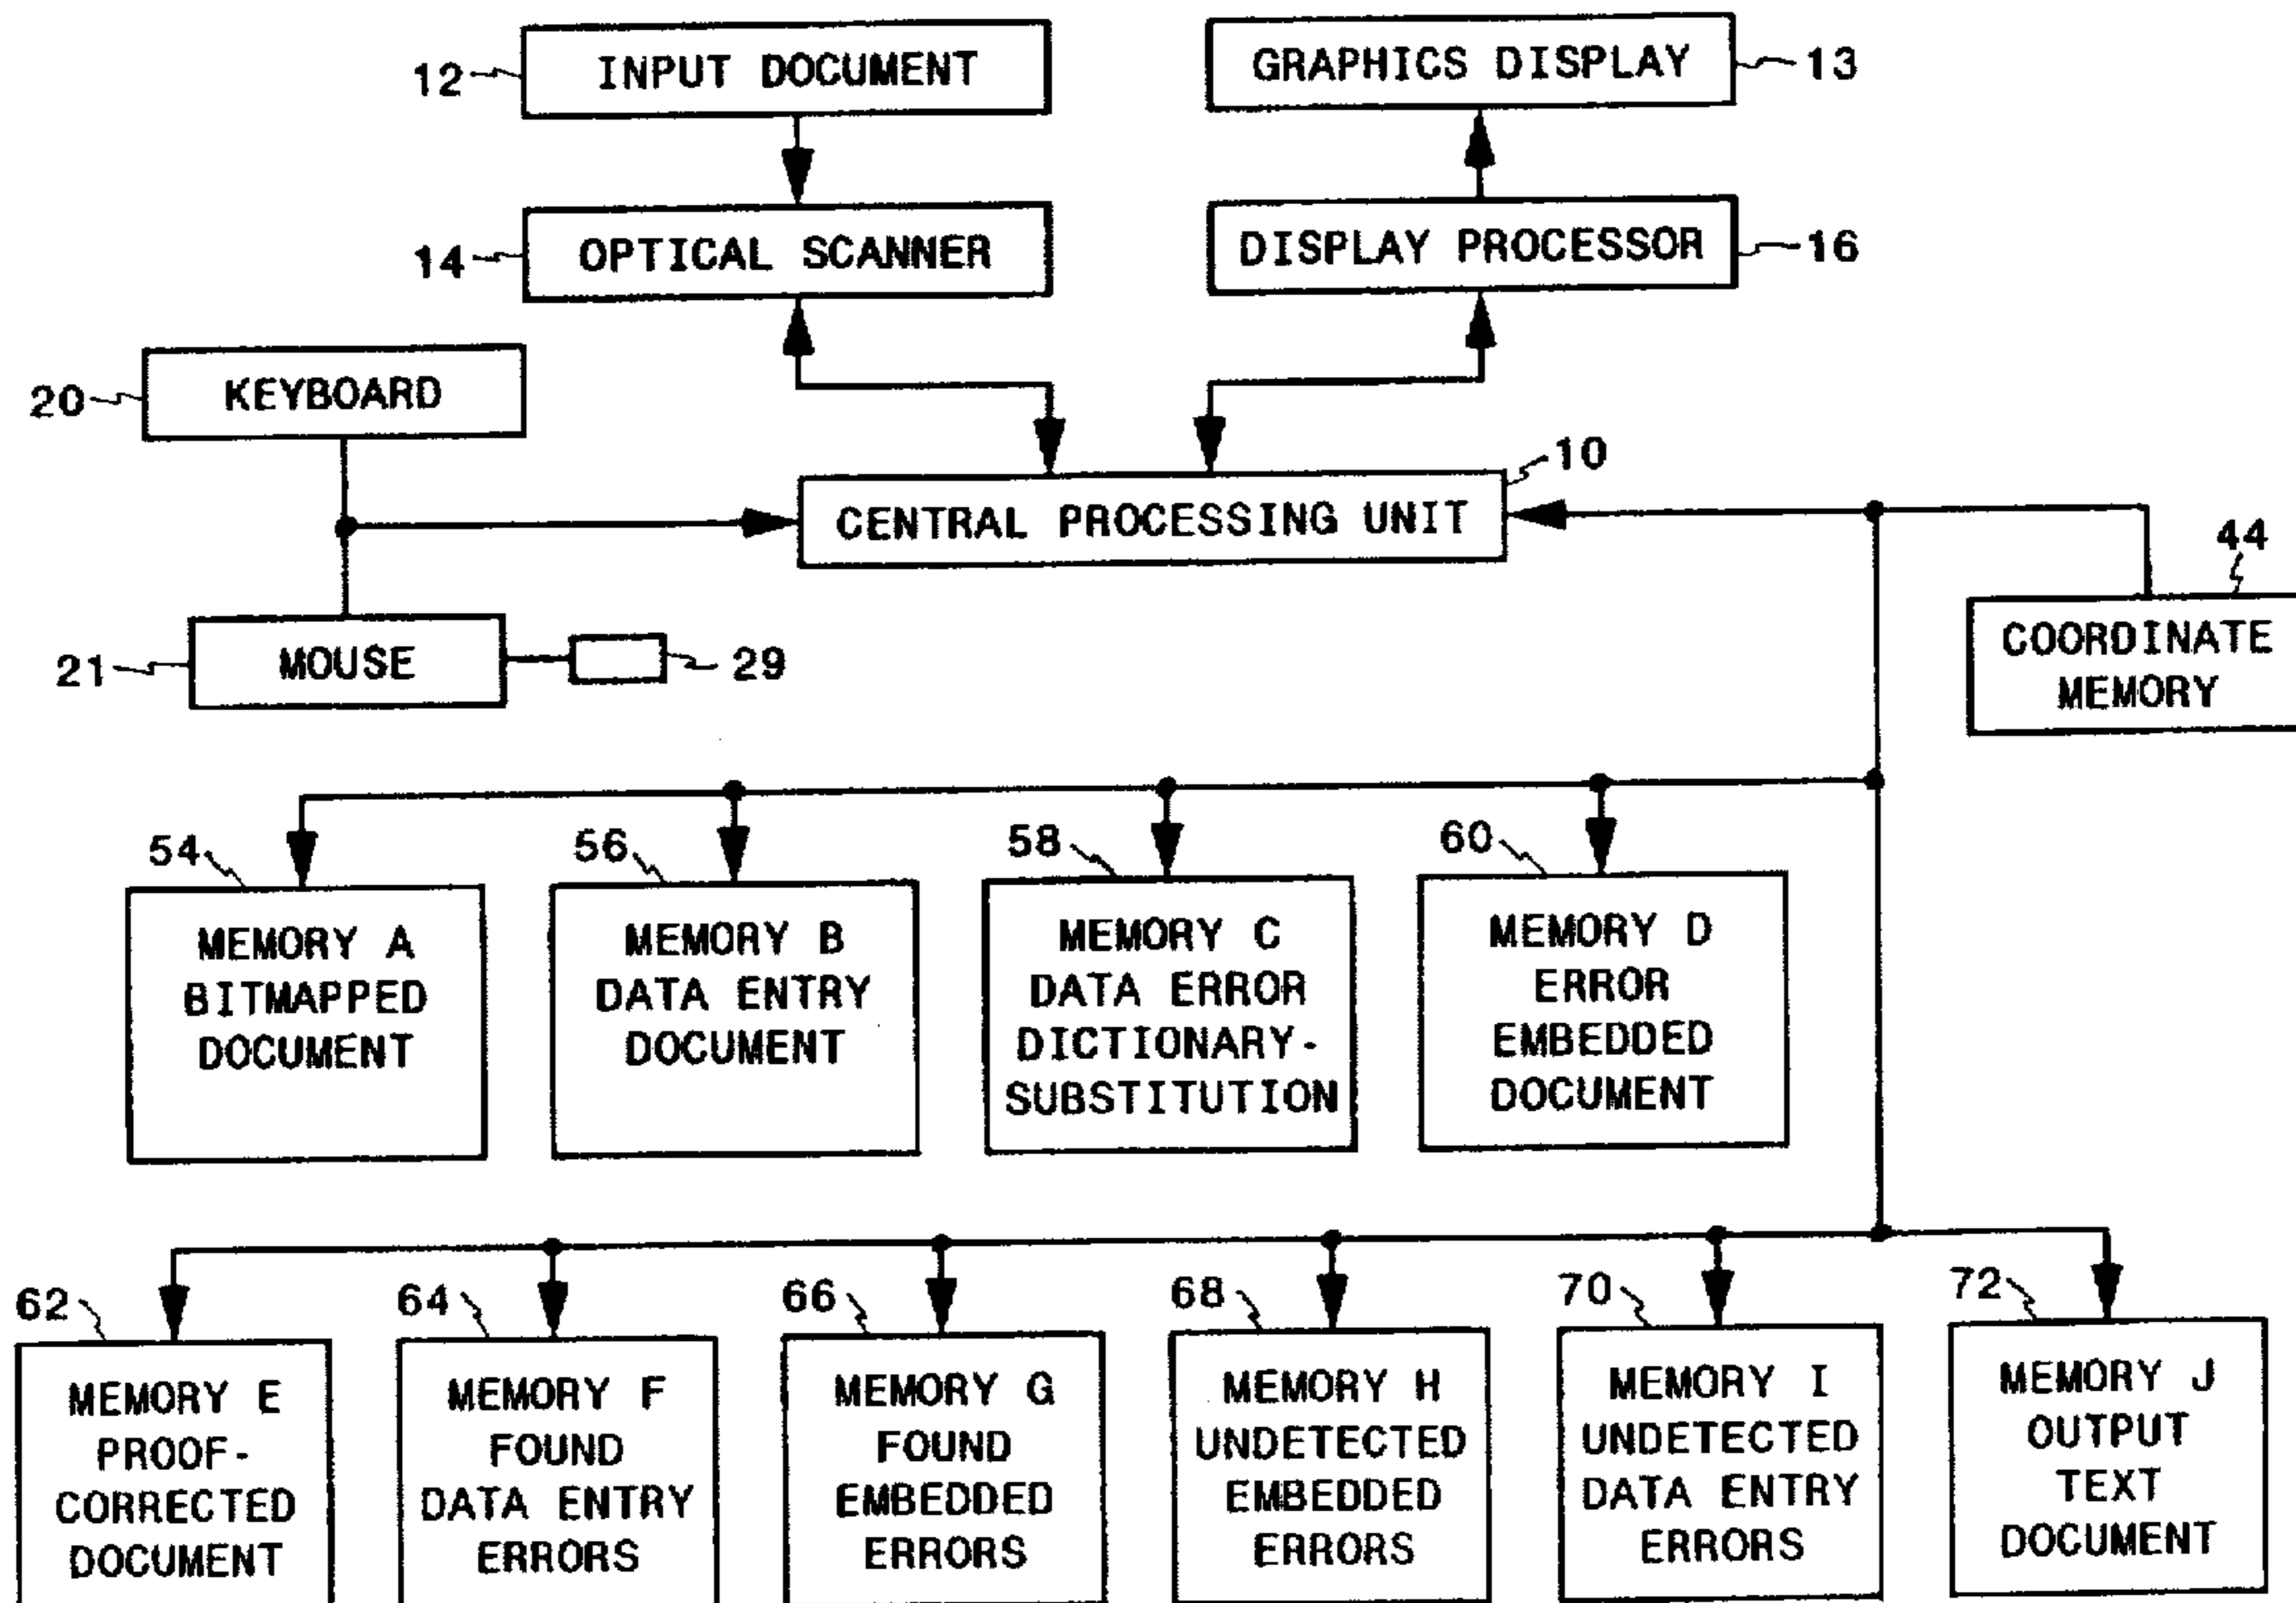 12
INPUT DOCUMENT
GRAPHICS DISPLAY
13
14
OPTICAL SCANNER
DISPLAY PROCESSOR
16
20
KEYBOARD
10
CENTRAL PROCESSING UNIT
44
COORDINATE
MEMORY
21
MOUSE
29
54
MEMORY A
BITMAPPED
DOCUMENT
56
MEMORY B
DATA ENTRY
DOCUMENT
58
MEMORY C
DATA ERROR
DICTIONARY-
SUBSTITUTION
60
MEMORY D
ERROR
EMBEDDED
DOCUMENT
62
MEMORY E
PROOF-
CORRECTED
DOCUMENT
64
MEMORY F
FOUND
DATA ENTRY
ERRORS
66
MEMORY G
FOUND
EMBEDDED
ERRORS
68
MEMORY H
UNDETECTED
EMBEDDED
ERRORS
70
MEMORY I
UNDETECTED
DATA ENTRY
ERRORS
72
MEMORY J
OUTPUT
TEXT
DOCUMENT